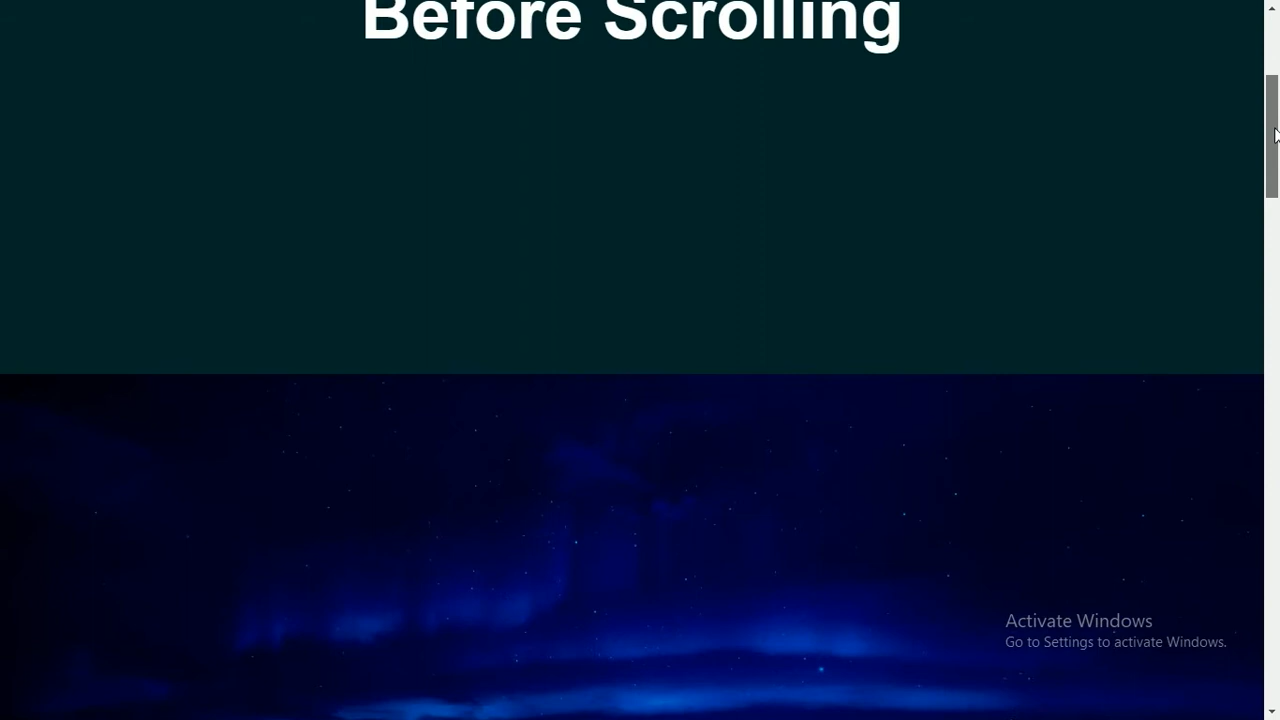 Before Scrolling
Activate Windows
Go to Settings to activate Windows.